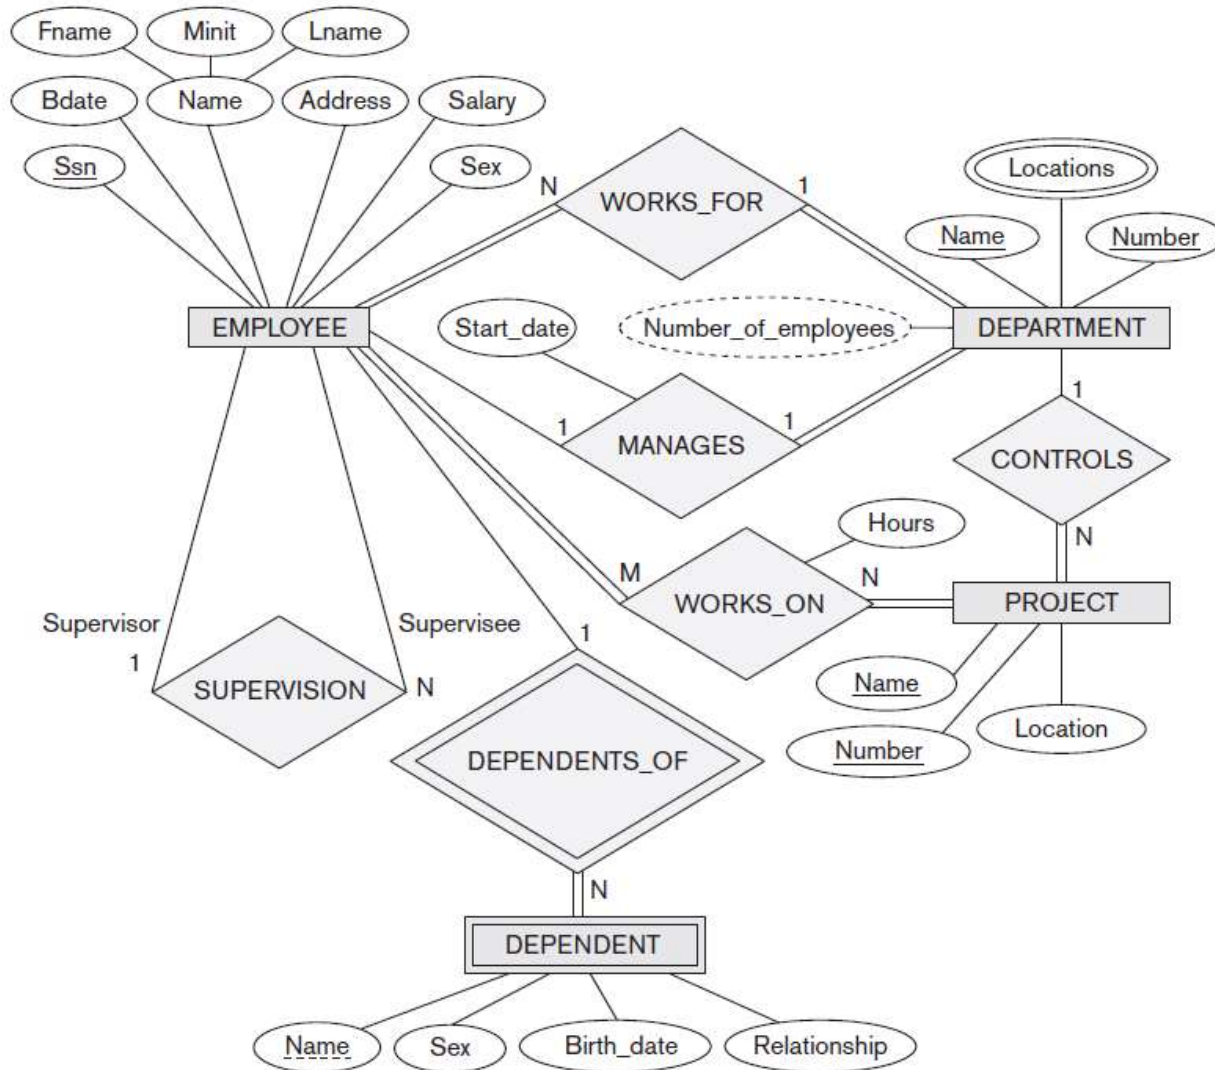 Fname
Minit
Lname
Bdate
Name
Address
Salary
Ssn
Sex
N
WORKS_FOR
1
Locations
Name
Number
EMPLOYEE
Start_date
Number_of_employees
DEPARTMENT
1
MANAGES
1
1
CONTROLS
N
Hours
M
WORKS_ON
N
PROJECT
Supervisor
1
SUPERVISION
Supervisee
N
1
Name
Number
Location
DEPENDENTS_OF
N
DEPENDENT
Name
Sex
Birth_date
Relationship